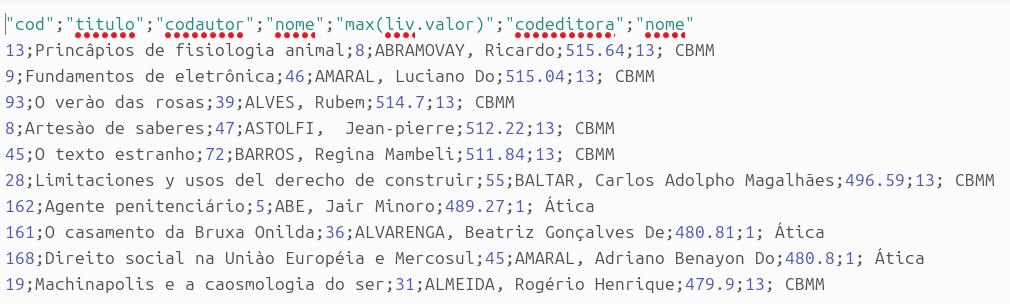 "cod";"titulo";"codautor";"nome";"max(liv.valor)";"codeditora";"nome"
13;Princâpios de fisiologia animal;8;ABRAMOVAY, Ricardo;515.64;13; CBMM
9;Fundamentos de eletrônica;46;AMARAL, Luciano Do;515.04;13; CBMM
93;O verào das rosas;39;ALVES, Rubem;514.7;13; CBMM
8;Artesào de saberes;47;ASTOLFI,  Jean-pierre;512.22;13; CBMM
45;O texto estranho;72;BARROS, Regina Mambeli;511.84;13; CBMM
28;Limitaciones y usos del derecho de construir;55;BALTAR, Carlos Adolpho Magalhães;496.59;13; CBMM
162;Agente penitenciário;5;ABE, Jair Minoro;489.27;1; Ática
161;O casamento da Bruxa Onilda;36;ALVARENGA, Beatriz Gonçalves De;480.81;1; Ática
168;Direito social na Uniào Européia e Mercosul;45;AMARAL, Adriano Benayon Do;480.8;1; Ática
19;Machinapolis e a caosmologia do ser;31;ALMEIDA, Rogério Henrique;479.9;13; CBMM